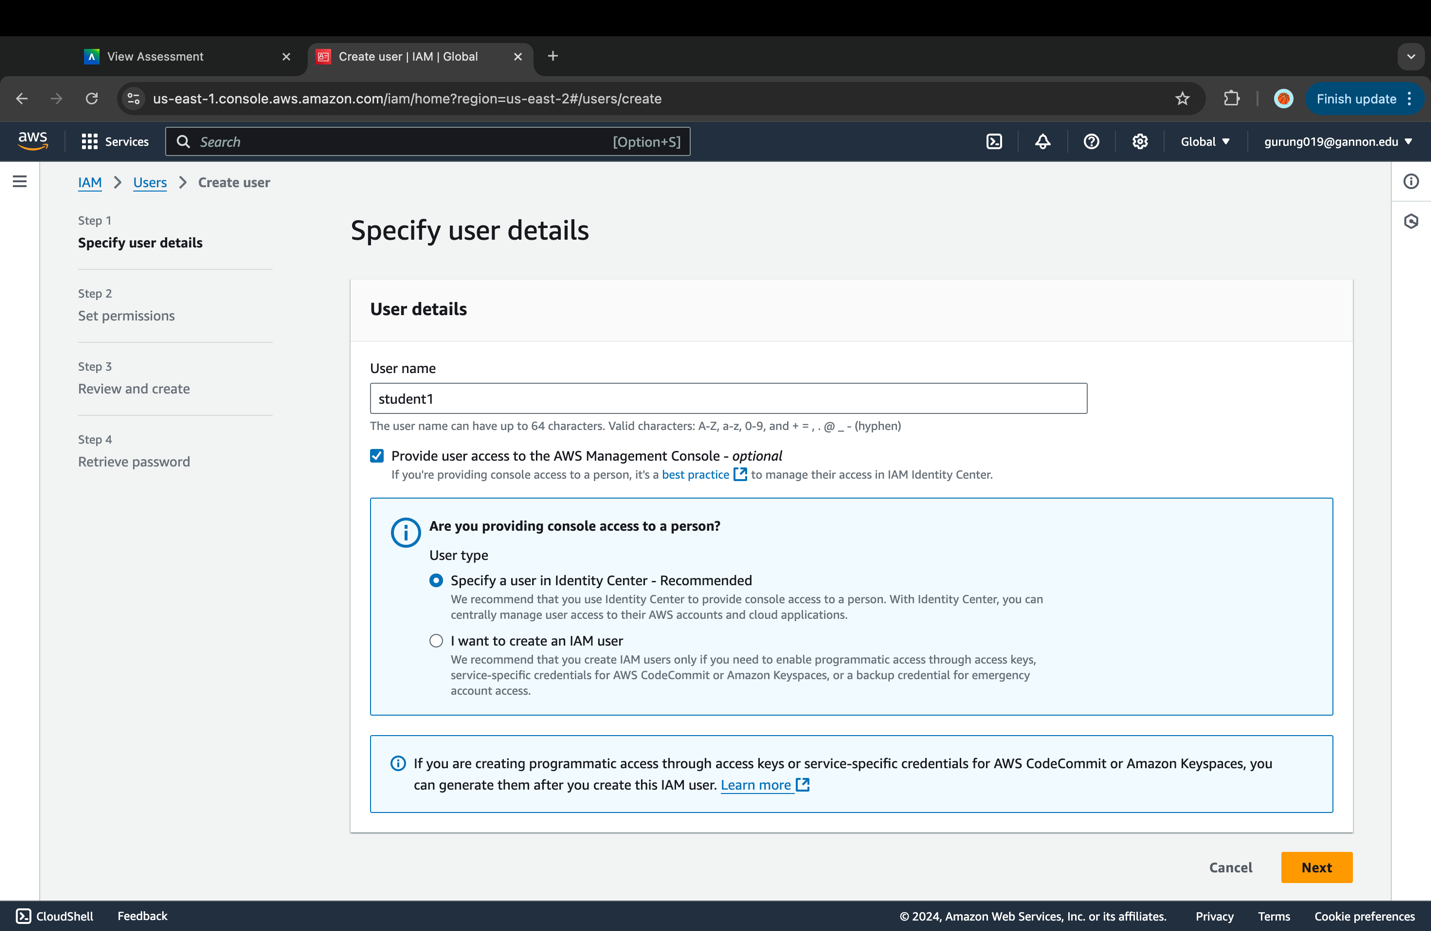 View Assessment
Create user | IAM | Global
us-east-1.console.aws.amazon.com/iam/home?region=us-east-2#/users/create
Finish update
aws
Services
Search
[Option+S]
Global
gurung019@gannon.edu
IAM
Users
Create user
Step 1
Specify user details
Step 2
Set permissions
Step 3
Review and create
Step 4
Retrieve password
Specify user details
User details
User name
student1
The user name can have up to 64 characters. Valid characters: A-Z, a-z, 0-9, and + = , . @ _ - (hyphen)
Provide user access to the AWS Management Console - optional
If you're providing console access to a person, it's a best practice to manage their access in IAM Identity Center.
Are you providing console access to a person?
User type
Specify a user in Identity Center - Recommended
We recommend that you use Identity Center to provide console access to a person. With Identity Center, you can
centrally manage user access to their AWS accounts and cloud applications.
I want to create an IAM user
We recommend that you create IAM users only if you need to enable programmatic access through access keys,
service-specific credentials for AWS CodeCommit or Amazon Keyspaces, or a backup credential for emergency
account access.
If you are creating programmatic access through access keys or service-specific credentials for AWS CodeCommit or Amazon Keyspaces, you
can generate them after you create this IAM user. Learn more
Cancel
Next
CloudShell
Feedback
© 2024, Amazon Web Services, Inc. or its affiliates.
Privacy
Terms
Cookie preferences